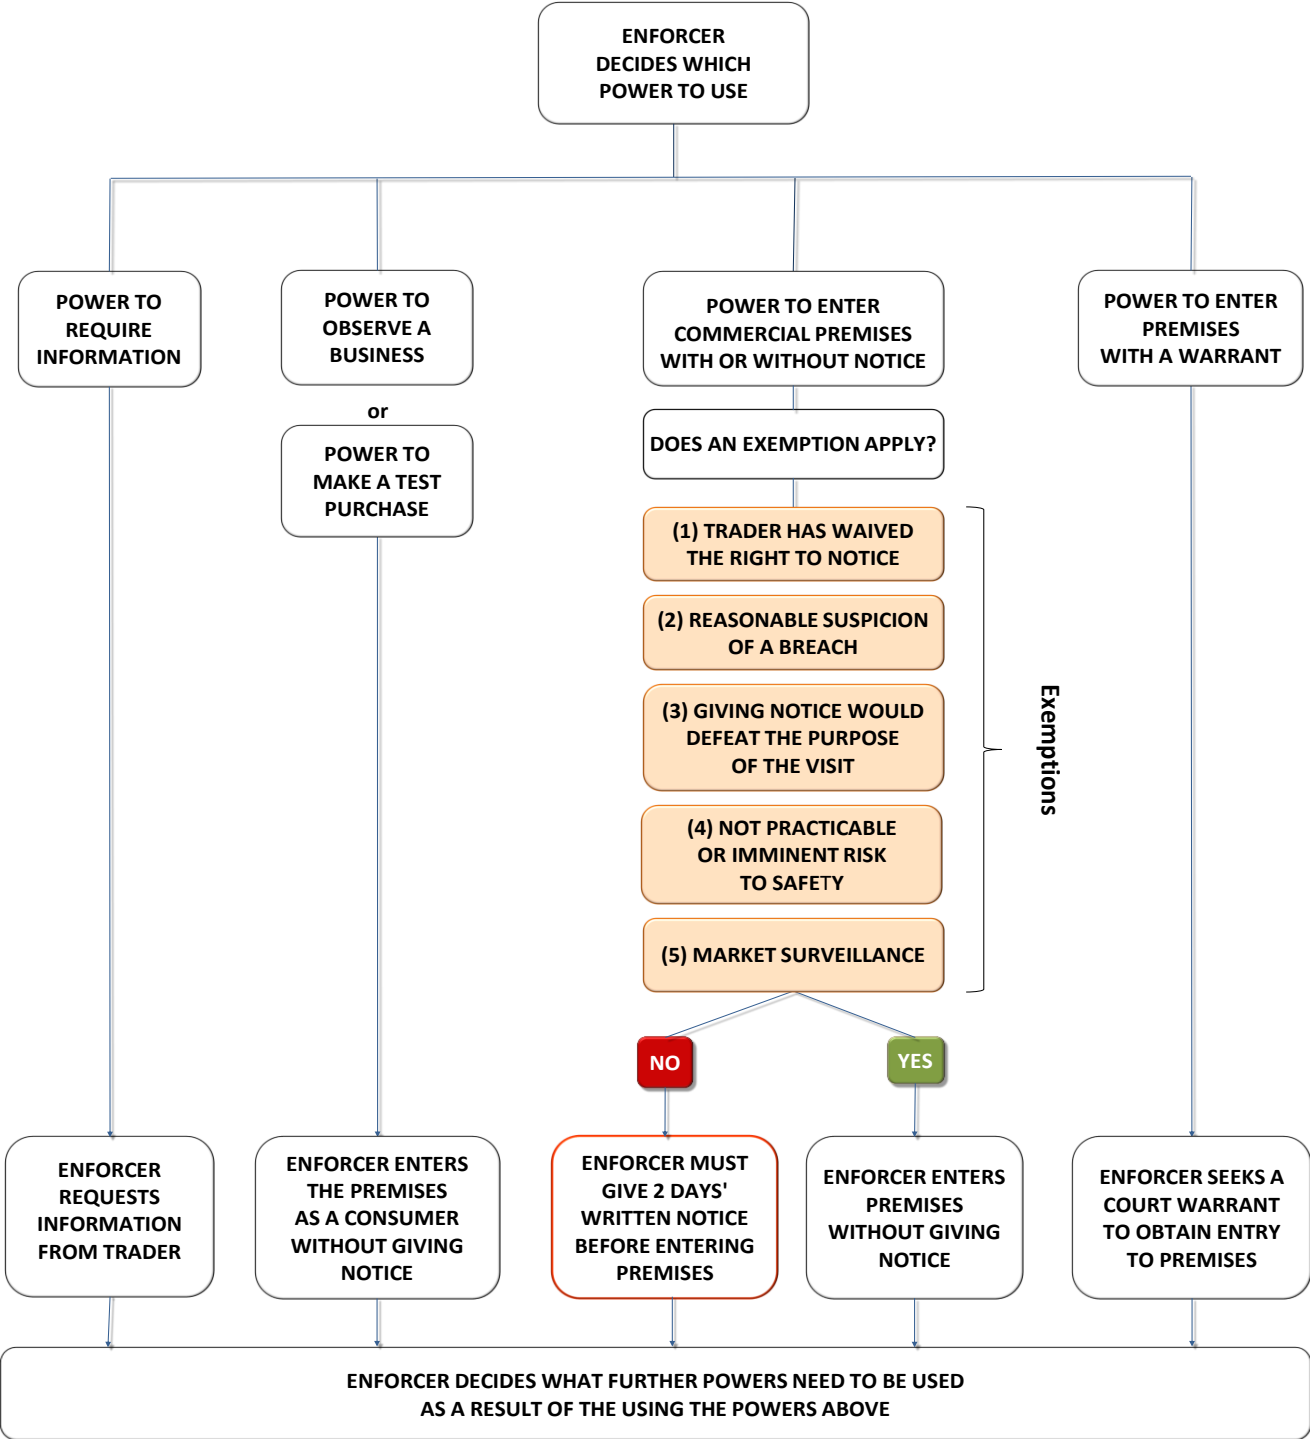 ENFORCER
DECIDES WHICH
POWER TO USE
POWER TO
REQUIRE
INFORMATION
POWER TO
OBSERVE A
BUSINESS
or
POWER TO
MAKE A TEST
PURCHASE
POWER TO ENTER
COMMERCIAL PREMISES
WITH OR WITHOUT NOTICE
DOES AN EXEMPTION APPLY?
(1) TRADER HAS WAIVED
THE RIGHT TO NOTICE
(2) REASONABLE SUSPICION
OF A BREACH
(3) GIVING NOTICE WOULD
DEFEAT THE PURPOSE
OF THE VISIT
(4) NOT PRACTICABLE
OR IMMINENT RISK
TO SAFETY
(5) MARKET SURVEILLANCE
Exemptions
POWER TO ENTER
PREMISES
WITH A WARRANT
NO
YES
ENFORCER
REQUESTS
INFORMATION
FROM TRADER
ENFORCER ENTERS
THE PREMISES
AS A CONSUMER
WITHOUT GIVING
NOTICE
ENFORCER MUST
GIVE 2 DAYS'
WRITTEN NOTICE
BEFORE ENTERING
PREMISES
ENFORCER ENTERS
PREMISES
WITHOUT GIVING
NOTICE
ENFORCER SEEKS A
COURT WARRANT
TO OBTAIN ENTRY
TO PREMISES
ENFORCER DECIDES WHAT FURTHER POWERS NEED TO BE USED
AS A RESULT OF THE USING THE POWERS ABOVE